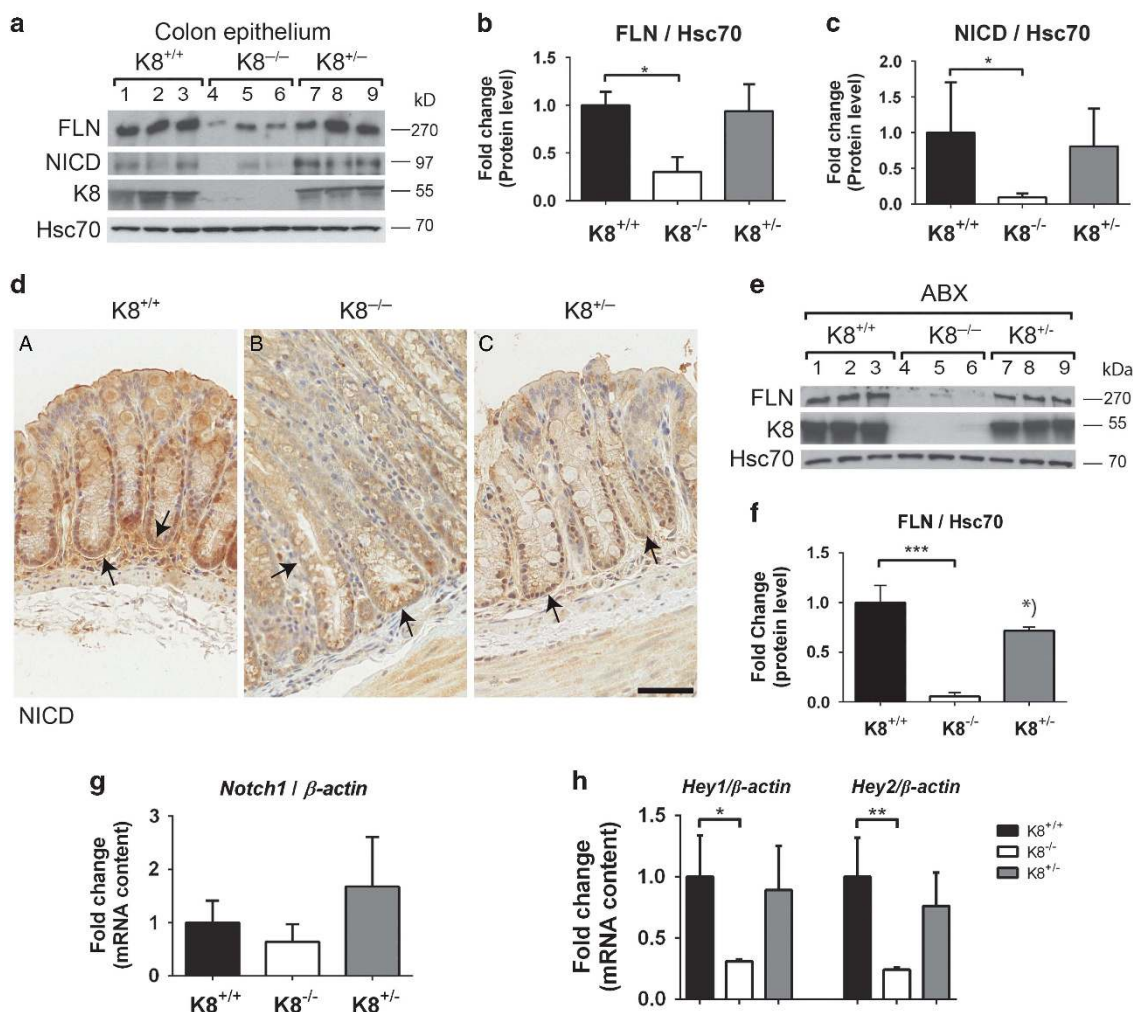 a
Colon epithelium
K8+/+ K8−/− K8+/−
1 2 3 4 5 6 7 8 9 kD
FLN 270
NICD 97
K8 55
Hsc70 70
b
FLN / Hsc70
Fold change
(Protein level)
1.5
1.0
0.5
0.0
*
K8+/+ K8-/- K8+/-
c
NICD / Hsc70
Fold change
(Protein level)
2.0
1.5
1.0
0.5
0.0
*
K8+/+ K8-/- K8+/-
d
K8+/+ K8−/− K8+/−
A B C
NICD
e
ABX
K8+/+ K8−/− K8+/-
1 2 3 4 5 6 7 8 9 kDa
FLN 270
K8 55
Hsc70 70
f
FLN / Hsc70
Fold Change
(protein level)
1.5
1.0
0.5
0.0
***
*)
K8+/+ K8-/- K8+/-
g
Notch1 / β-actin
Fold change
(mRNA content)
3
2
1
0
K8+/+ K8-/- K8+/-
h
Hey1/β-actin Hey2/β-actin
Fold change
(mRNA content)
1.5
1.0
0.5
0.0
* **
K8+/+
K8-/-
K8+/-